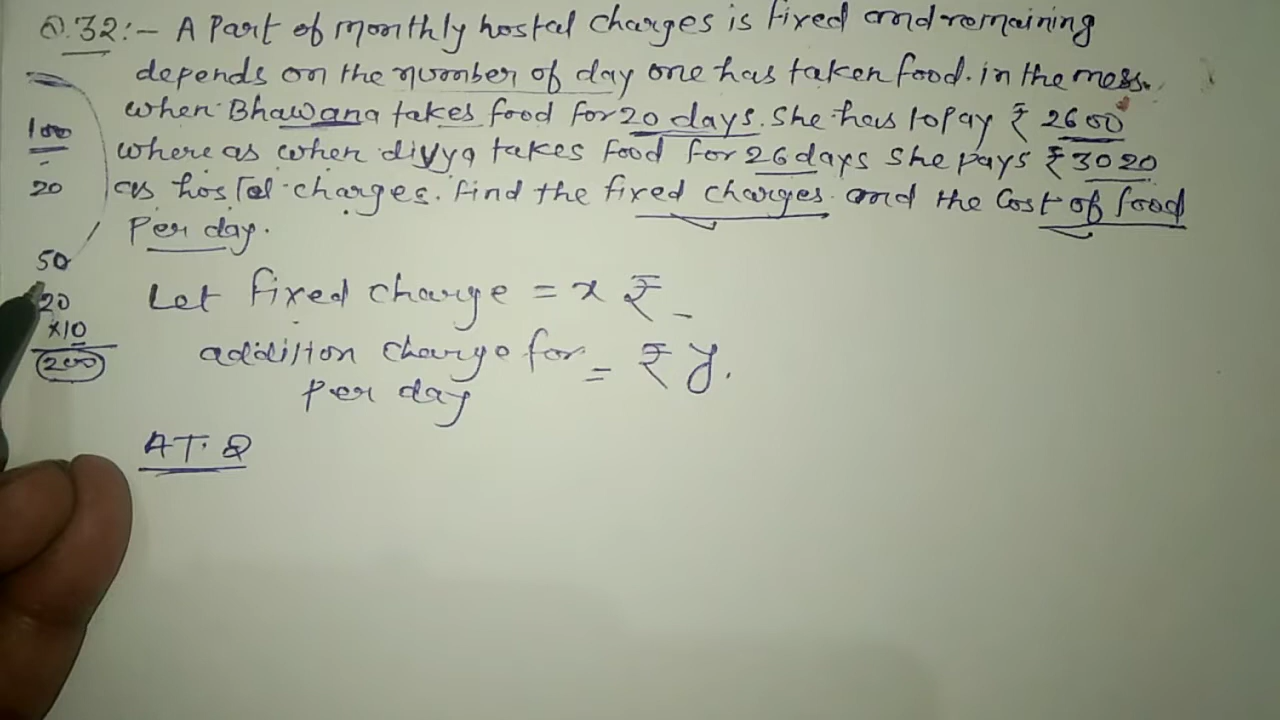 Q.32:- A Part of monthly hostal charges is fixed and remaining
depends on the number of day one has taken food. in the mess.
when Bhawana takes food for 20 days. She has to pay ₹ 2600
where as when divya takes food for 26 days she pays ₹ 3020
as hostel charges. find the fixed charges and the Cost of food
Per day.
100
20
50
20
×10
200
Let fixed charge = x ₹
addition charge for = ₹ y.
Per day
A T. Q